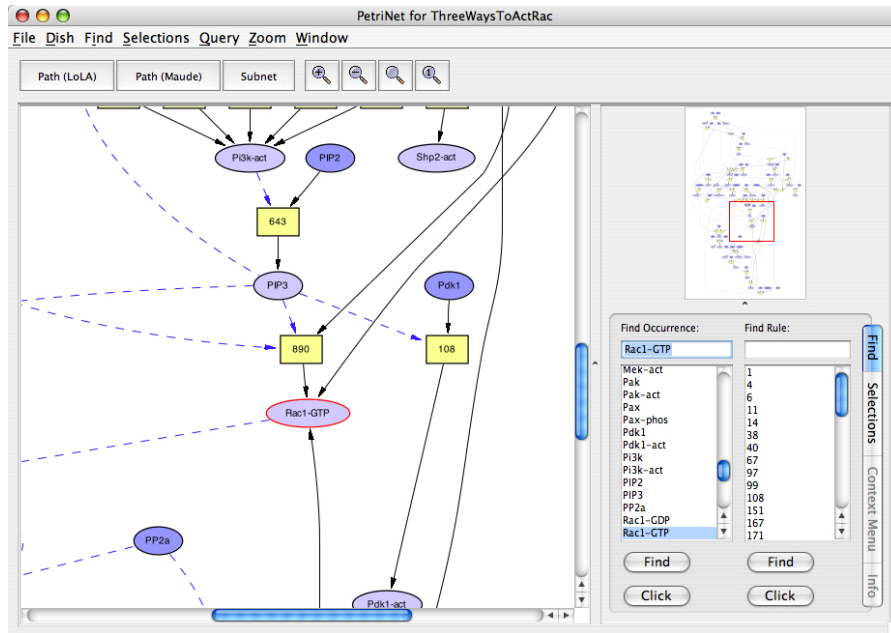 PetriNet for ThreeWaysToActRac
File Dish Find Selections Query Zoom Window
Path (LoLA) Path (Maude) Subnet
Pi3k-act PIP2 Shp2-act
643
PIP3 Pdk1
890 108
Rac1-GTP
PP2a
Pdk1-act
Find Occurrence: Find Rule:
Rac1-GTP
Mek-act
Pak
Pak-act
Pax
Pax-phos
Pdk1
Pdk1-act
Pi3k
Pi3k-act
PIP2
PIP3
PP2a
Rac1-GDP
Rac1-GTP
1
4
6
11
14
38
40
67
97
99
108
151
167
171
Find Find
Click Click
Find
Selections
Context Menu
Info